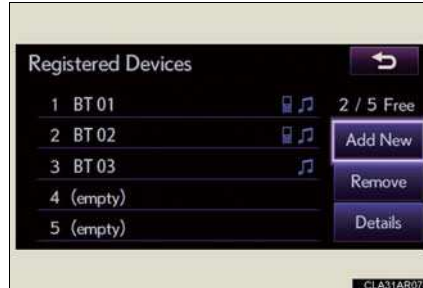 Registered Devices
1 BT 01
2 / 5 Free
2 BT 02
Add New
3 BT 03
Remove
4 (empty)
5 (empty)
Details
CLA31AR07